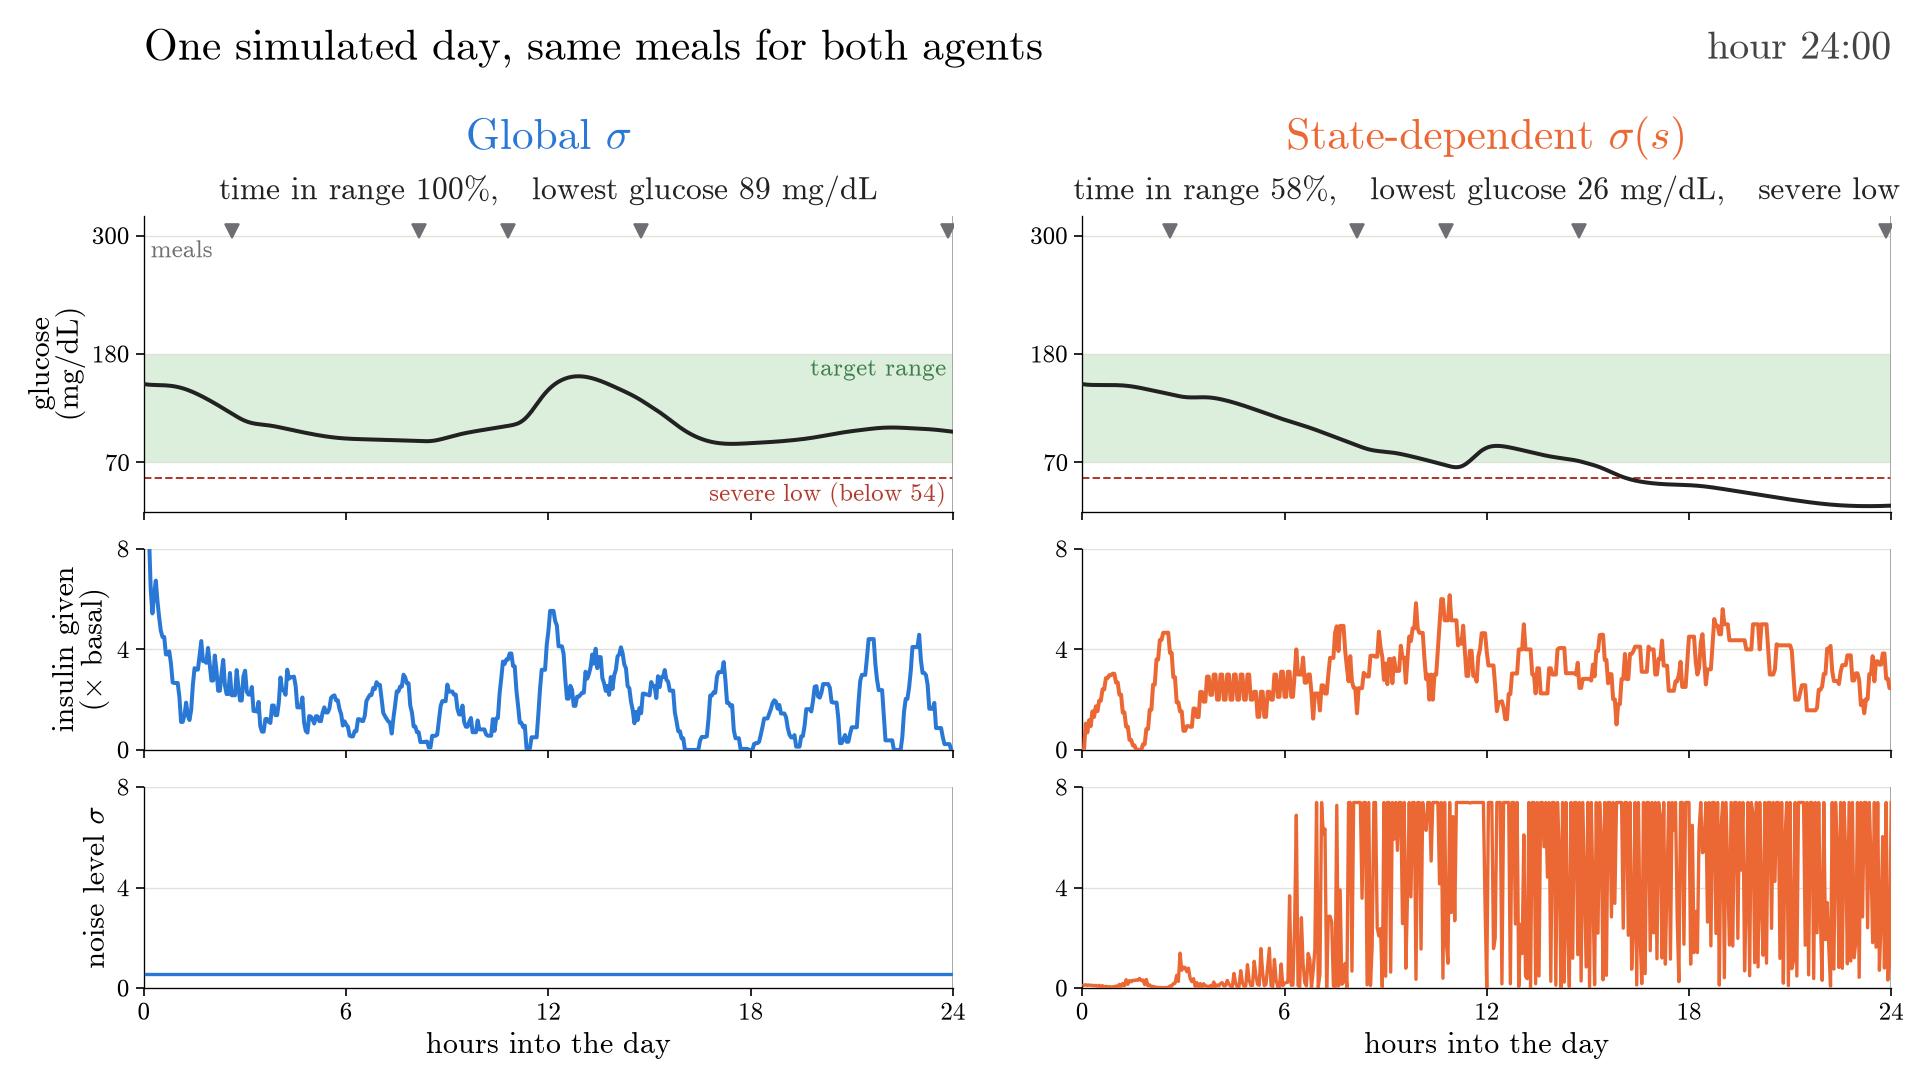 One simulated day, same meals for both agents
hour 24:00
Global σ
time in range 100%, lowest glucose 89 mg/dL
300
meals
180
target range
70
severe low (below 54)
glucose
(mg/dL)
8
4
0
insulin given
(× basal)
8
4
0
noise level σ
0 6 12 18 24
hours into the day
State-dependent σ(s)
time in range 58%, lowest glucose 26 mg/dL, severe low
300
180
70
8
4
0
8
4
0
0 6 12 18 24
hours into the day